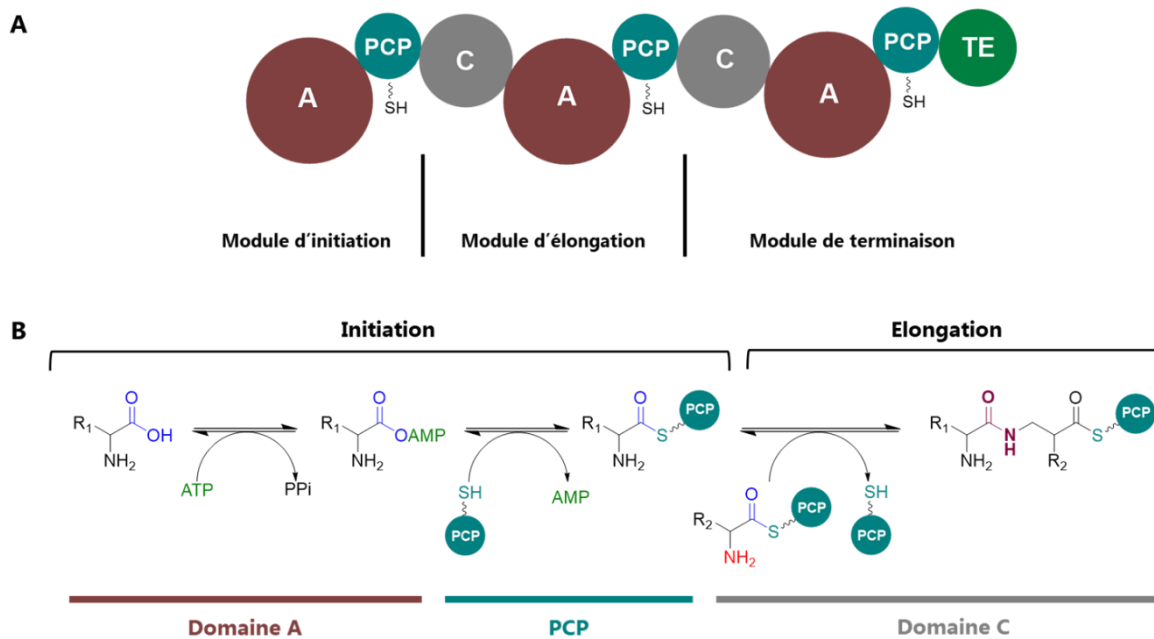 A
A
PCP
SH
C
A
PCP
SH
C
A
PCP
SH
TE
Module d´initiation
Module d´élongation
Module de terminaison
B
Initiation
Elongation
R1
O
OH
NH2
ATP
PPi
R1
O
OAMP
NH2
SH
PCP
AMP
R1
O
S
PCP
NH2
R2
O
S
PCP
NH2
SH
PCP
R1
O
N
H
NH2
R2
O
S
PCP
Domaine A
PCP
Domaine C